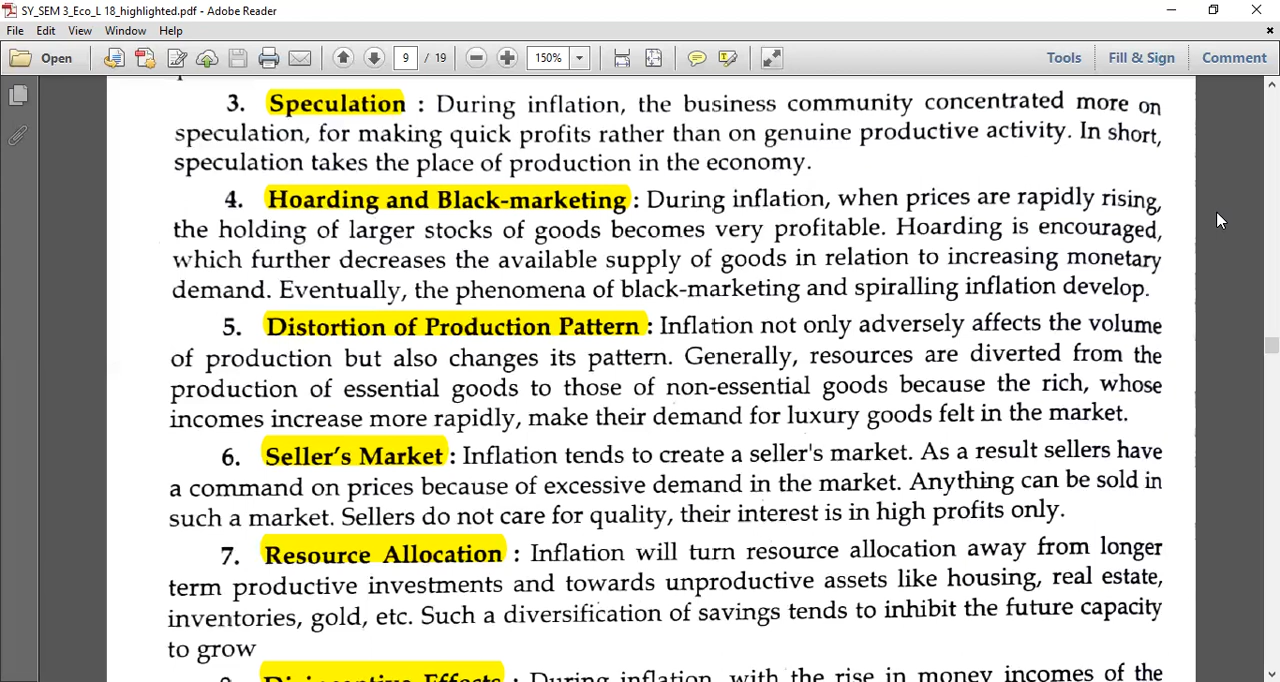 SY_SEM 3_Eco_L 18_highlighted.pdf - Adobe Reader
File Edit View Window Help
Open 9 / 19 150% Tools Fill & Sign Comment
3. Speculation : During inflation, the business community concentrated more on
speculation, for making quick profits rather than on genuine productive activity. In short,
speculation takes the place of production in the economy.
4. Hoarding and Black-marketing : During inflation, when prices are rapidly rising,
the holding of larger stocks of goods becomes very profitable. Hoarding is encouraged,
which further decreases the available supply of goods in relation to increasing monetary
demand. Eventually, the phenomena of black-marketing and spiralling inflation develop.
5. Distortion of Production Pattern : Inflation not only adversely affects the volume
of production but also changes its pattern. Generally, resources are diverted from the
production of essential goods to those of non-essential goods because the rich, whose
incomes increase more rapidly, make their demand for luxury goods felt in the market.
6. Seller's Market : Inflation tends to create a seller's market. As a result sellers have
a command on prices because of excessive demand in the market. Anything can be sold in
such a market. Sellers do not care for quality, their interest is in high profits only.
7. Resource Allocation : Inflation will turn resource allocation away from longer
term productive investments and towards unproductive assets like housing, real estate,
inventories, gold, etc. Such a diversification of savings tends to inhibit the future capacity
to grow
Disincentive Effects : During inflation, with the rise in money incomes of the